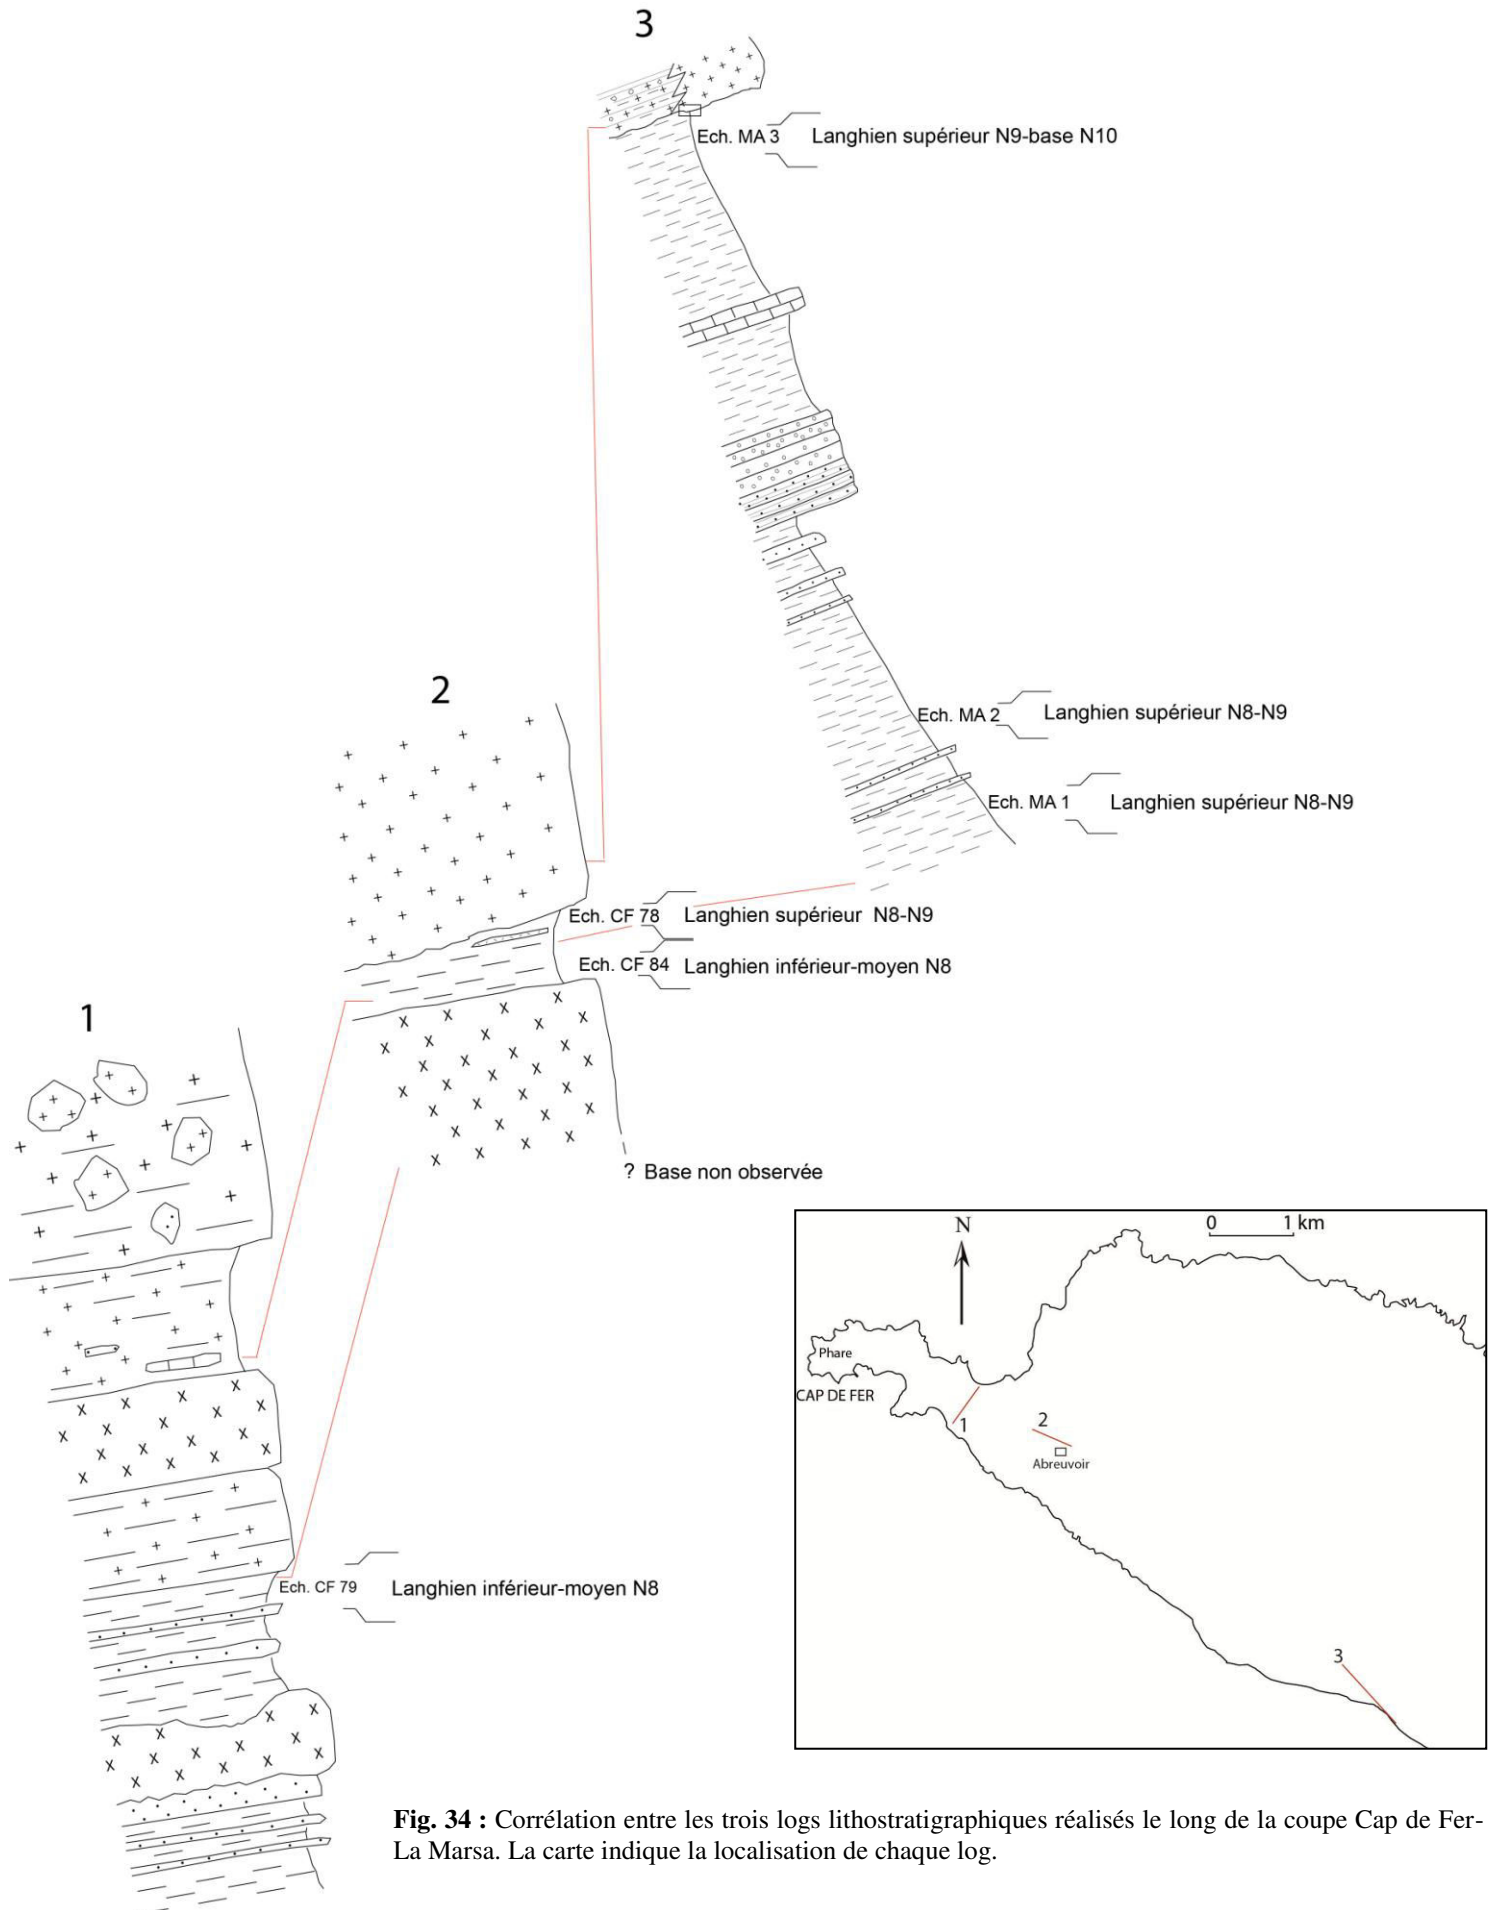 3
Ech. MA 3 Langhien supérieur N9-base N10
2
Ech. MA 2 Langhien supérieur N8-N9
Ech. MA 1 Langhien supérieur N8-N9
Ech. CF 78 Langhien supérieur N8-N9
Ech. CF 84 Langhien inférieur-moyen N8
1
? Base non observée
N
0 1 km
Phare
CAP DE FER
1
2
Abreuvoir
3
Ech. CF 79 Langhien inférieur-moyen N8
Fig. 34 : Corrélation entre les trois logs lithostratigraphiques réalisés le long de la coupe Cap de Fer-
La Marsa. La carte indique la localisation de chaque log.